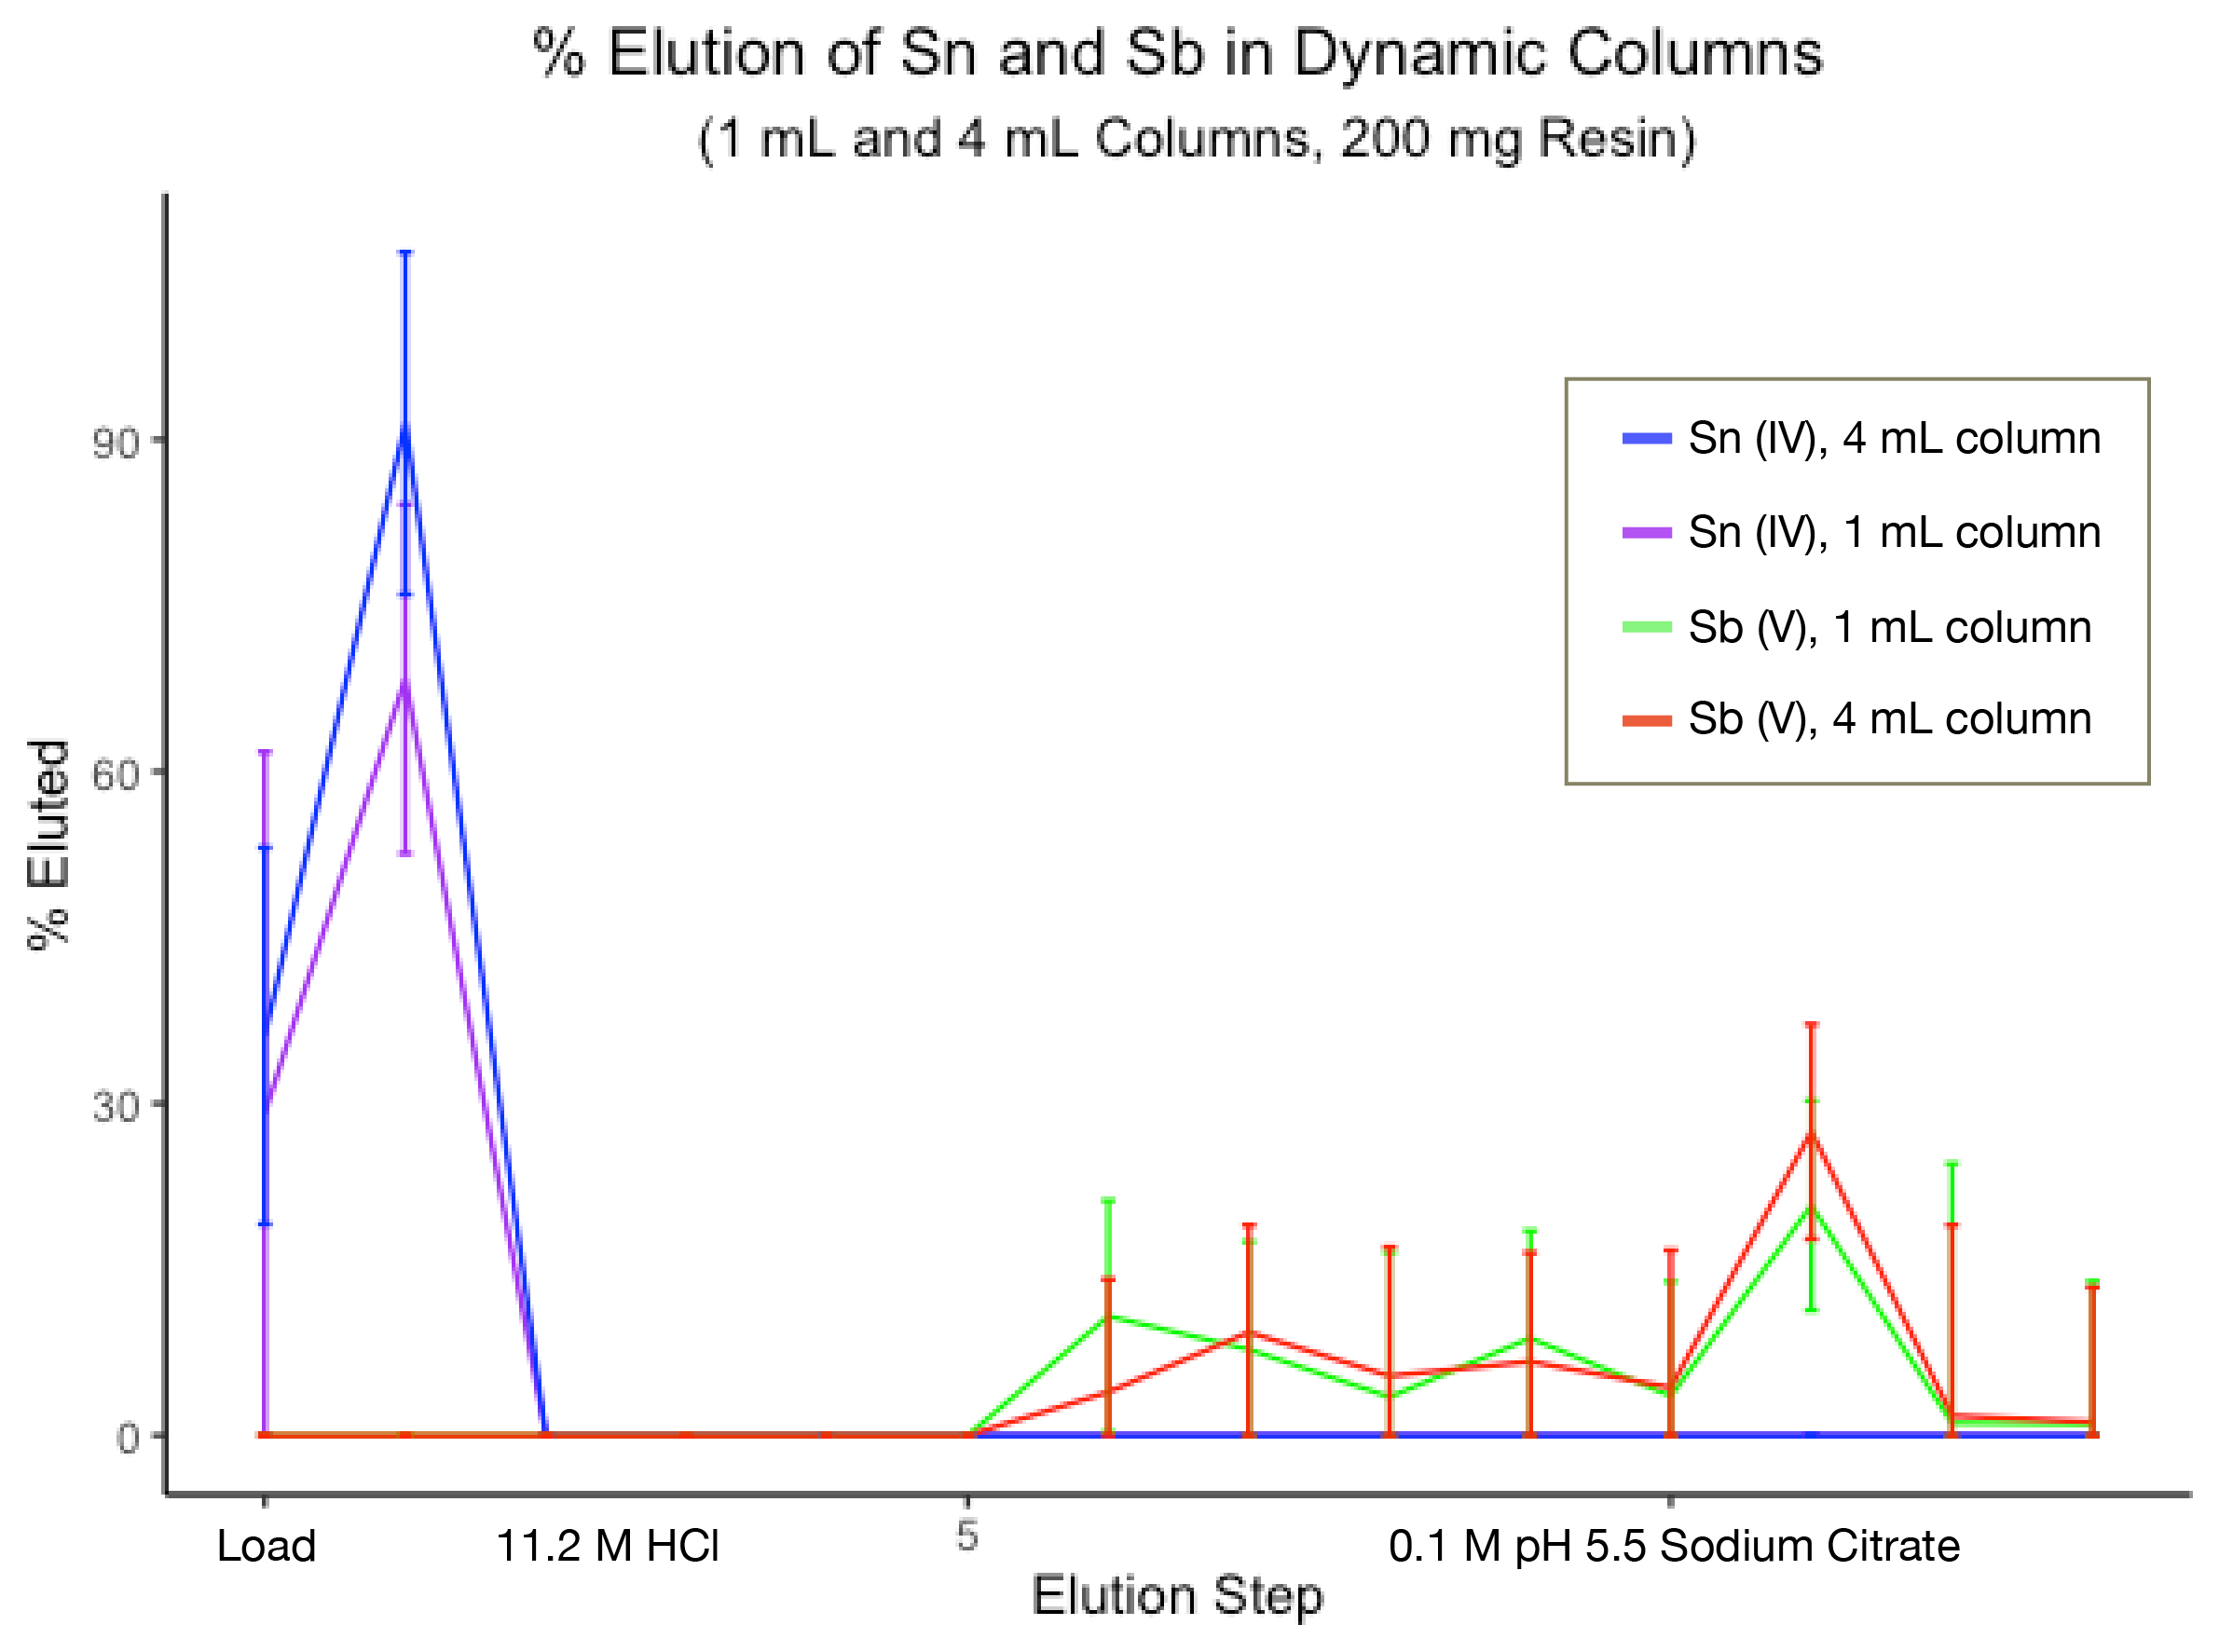 % Elution of Sn and Sb in Dynamic Columns
(1 mL and 4 mL Columns, 200 mg Resin)
90
60
30
0
% Eluted
Sn (IV), 4 mL column
Sn (IV), 1 mL column
Sb (V), 1 mL column
Sb (V), 4 mL column
Load
11.2 M HCl
5
0.1 M pH 5.5 Sodium Citrate
Elution Step